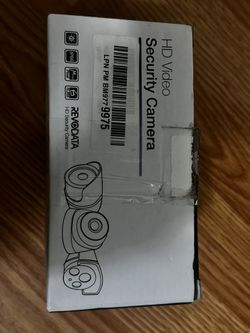 HD Video
Security Camera
LPN PM BM977 9975
REVODATA
HD Security Camera